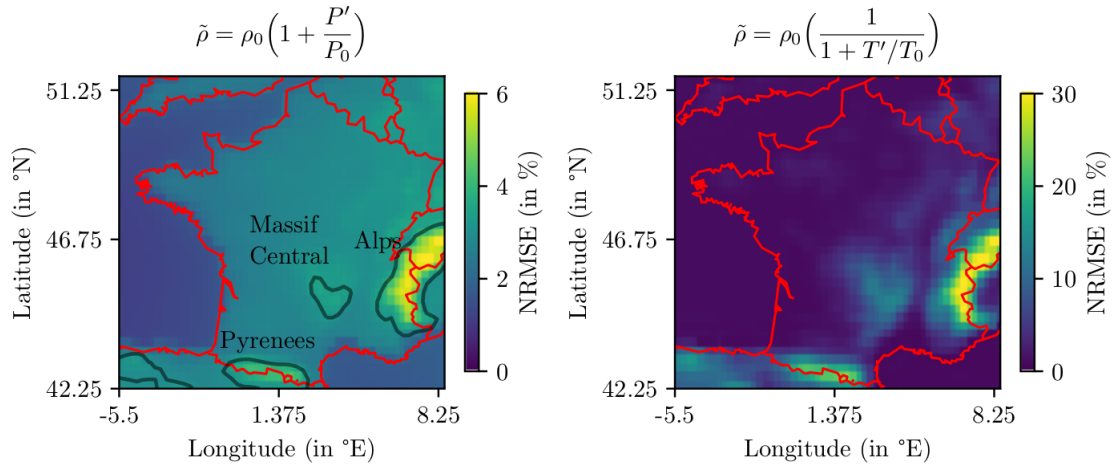 ρ̃ = ρ₀(1 + P′/P₀)
51.25
46.75
42.25
Latitude (in °N)
-5.5
1.375
8.25
Longitude (in °E)
Massif
Central
Alps
Pyrenees
6
4
2
0
NRMSE (in %)
ρ̃ = ρ₀(1/(1 + T′/T₀))
51.25
46.75
42.25
Latitude (in °N)
-5.5
1.375
8.25
Longitude (in °E)
30
20
10
0
NRMSE (in %)